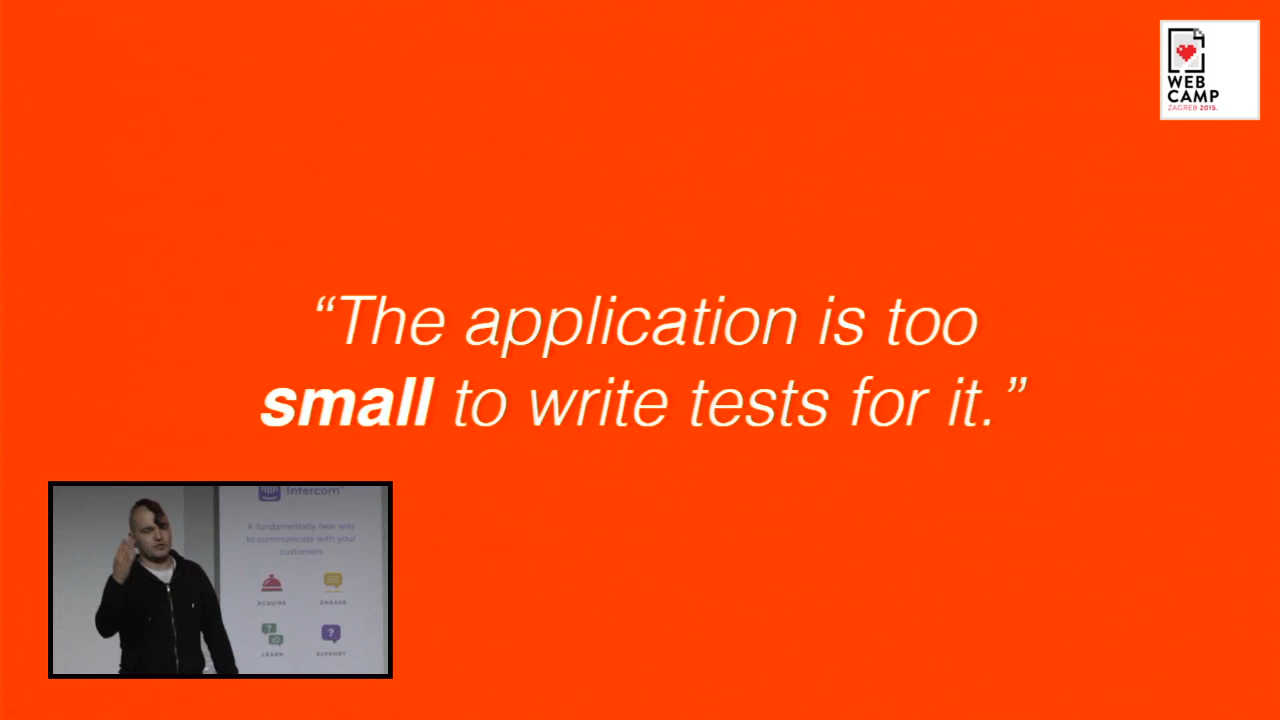 WEB
CAMP
ZAGREB 2015.
“The application is too
small to write tests for it.”
Intercom
A fundamentally new way
to communicate with your
customers
ACQUIRE
ENGAGE
LEARN
SUPPORT